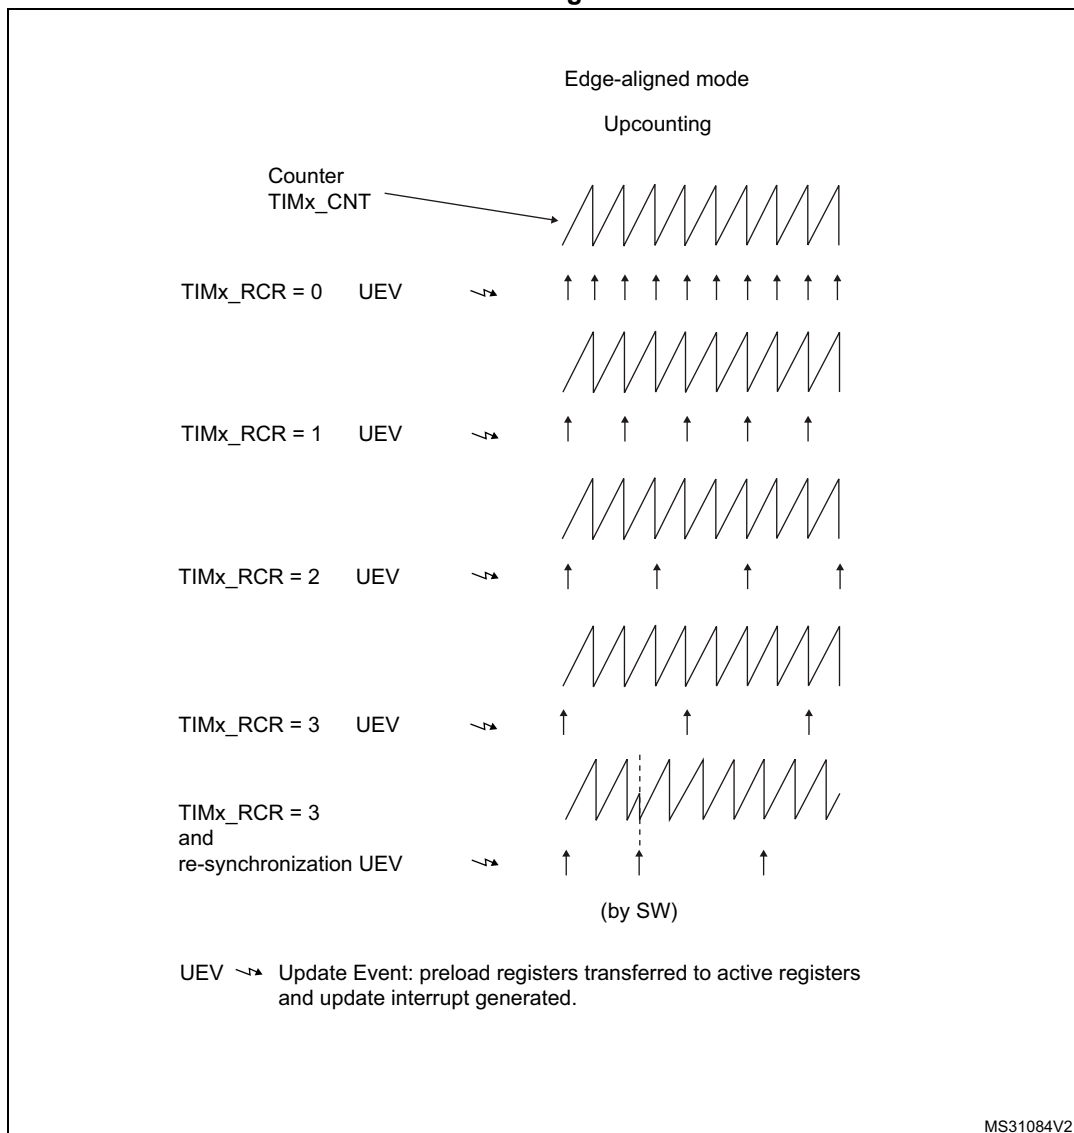 Edge-aligned mode
Upcounting
Counter
TIMx_CNT
TIMx_RCR = 0 UEV
TIMx_RCR = 1 UEV
TIMx_RCR = 2 UEV
TIMx_RCR = 3 UEV
TIMx_RCR = 3
and
re-synchronization UEV
(by SW)
UEV Update Event: preload registers transferred to active registers
and update interrupt generated.
MS31084V2